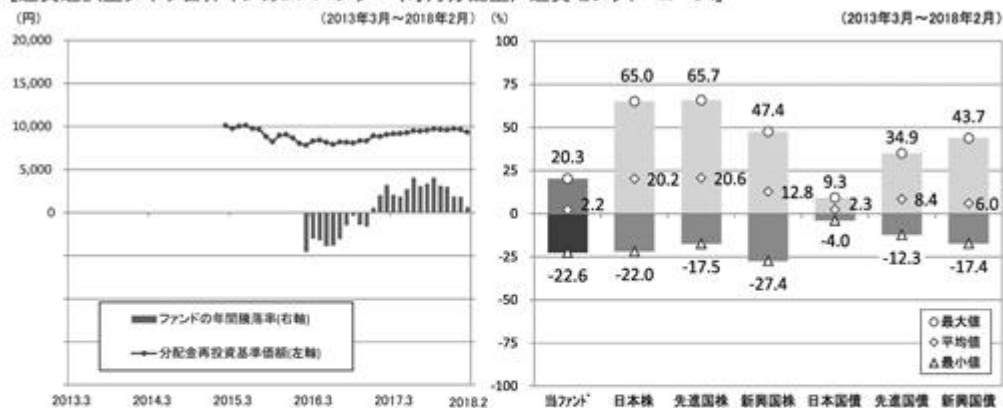 (円)
(2013年3月～2018年2月)
20,000
15,000
10,000
5,000
0
ファンドの年間騰落率(右軸)
分配金再投資基準価額(左軸)
2013.3 2014.3 2015.3 2016.3 2017.3 2018.2
(%)
(2013年3月～2018年2月)
100
75
50
25
0
-25
-50
-75
-100
20.3 65.0 65.7 47.4 9.3 34.9 43.7
2.2 20.2 20.6 12.8 2.3 8.4 6.0
-22.6 -22.0 -17.5 -27.4 -4.0 -12.3 -17.4
○最大値
◇平均値
△最小値
当ファンド 日本株 先進国株 新興国株 日本国債 先進国債 新興国債